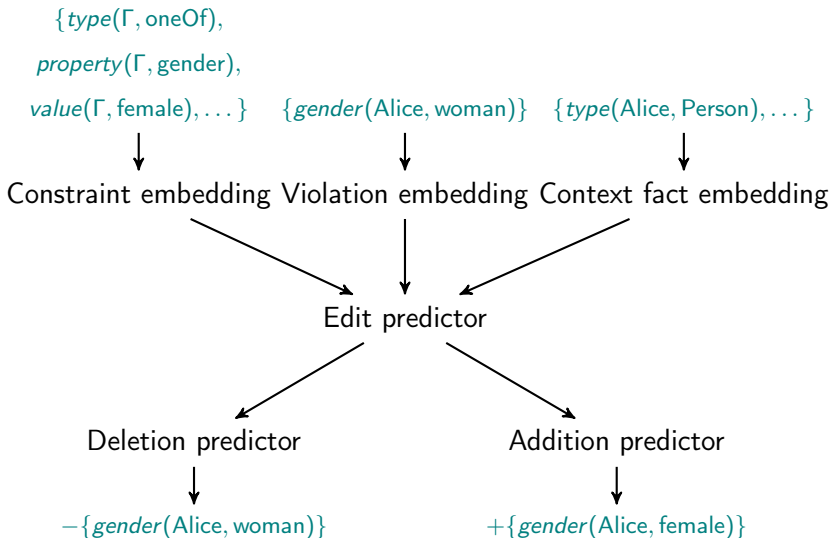 {type(Γ, oneOf),
property(Γ, gender),
value(Γ, female), . . . } {gender(Alice, woman)} {type(Alice, Person), . . . }
Constraint embedding Violation embedding Context fact embedding
Edit predictor
Deletion predictor Addition predictor
−{gender(Alice, woman)} +{gender(Alice, female)}